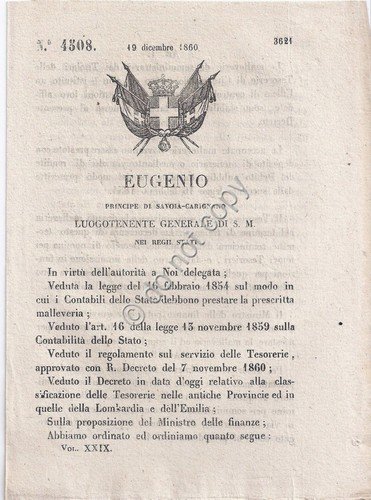 N.° 4508. 19 dicembre 1860 3621
EUGENIO
PRINCIPE DI SAVOIA-CARIGNANO
LUOGOTENENTE GENERALE DI S. M.
NEI REGII STATI
In virtù dell'autorità a Noi delegata;
Veduta la legge del febbraio 1854 sul modo in
cui i Contabili dello Stato debbono prestare la prescritta
malleveria;
Veduto l'art. 16 della legge 13 novembre 1859 sulla
Contabilità dello Stato;
Veduto il regolamento sul servizio delle Tesorerie,
approvato con R. Decreto del 7 novembre 1860;
Veduto il Decreto in data d'oggi relativo alla clas-
sificazione delle Tesorerie nelle antiche Provincie ed in
quelle della Lombardia e dell'Emilia;
Sulla proposizione del Ministro delle finanze;
Abbiamo ordinato ed ordiniamo quanto segue:
VOL. XXIX.
do not copy